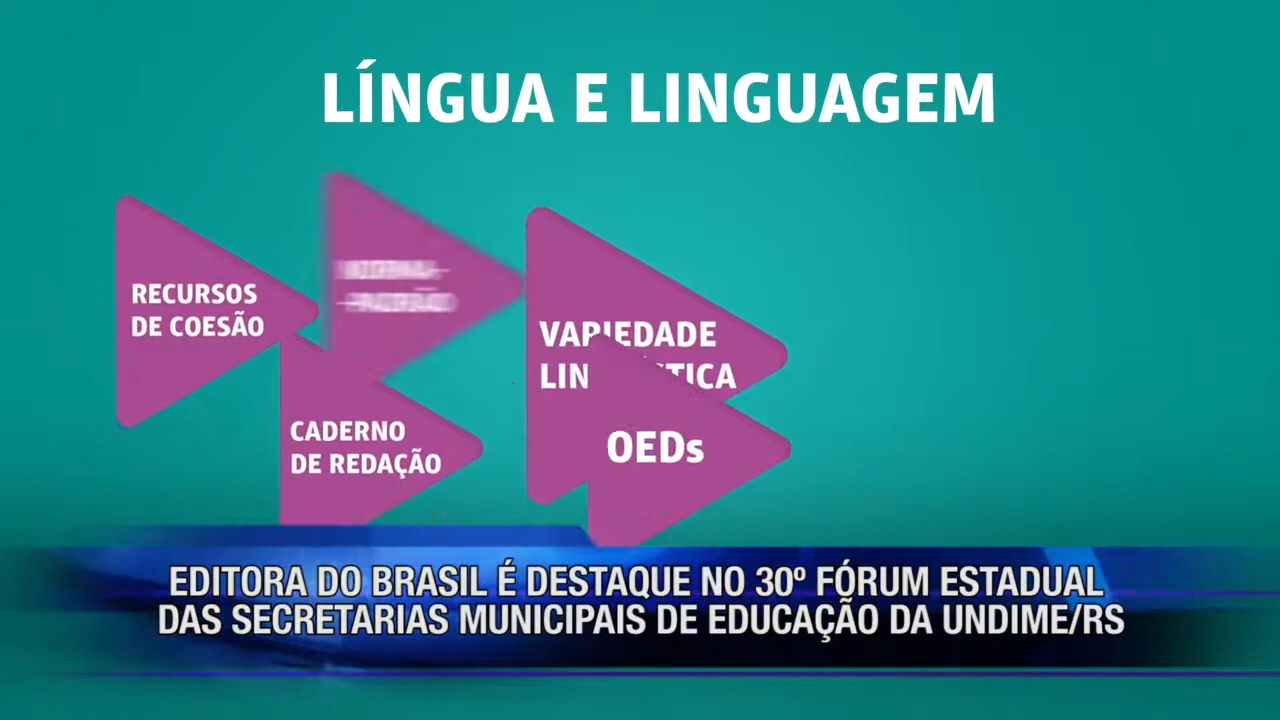 LÍNGUA E LINGUAGEM
RECURSOS
DE COESÃO
VARIEDADE
CADERNO
DE REDAÇÃO
OEDs
EDITORA DO BRASIL É DESTAQUE NO 30º FÓRUM ESTADUAL
DAS SECRETARIAS MUNICIPAIS DE EDUCAÇÃO DA UNDIME/RS